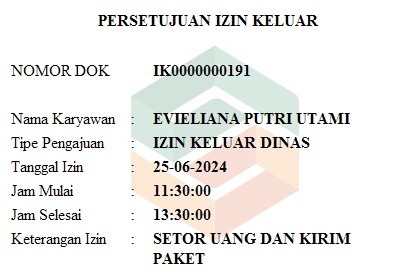 PERSETUJUAN IZIN KELUAR
NOMOR DOK IK0000000191
Nama Karyawan : EVIELIANA PUTRI UTAMI
Tipe Pengajuan : IZIN KELUAR DINAS
Tanggal Izin : 25-06-2024
Jam Mulai : 11:30:00
Jam Selesai : 13:30:00
Keterangan Izin : SETOR UANG DAN KIRIM
PAKET